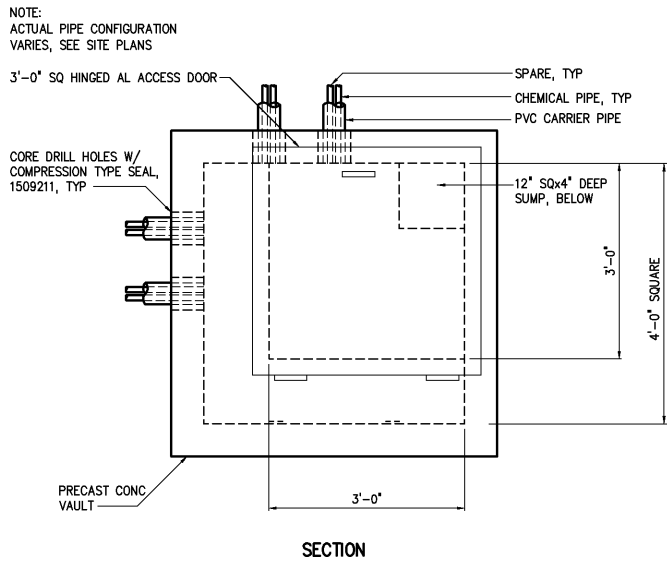 NOTE:
ACTUAL PIPE CONFIGURATION
VARIES, SEE SITE PLANS
3'-0" SQ HINGED AL ACCESS DOOR
SPARE, TYP
CHEMICAL PIPE, TYP
PVC CARRIER PIPE
CORE DRILL HOLES W/
COMPRESSION TYPE SEAL,
1509211, TYP
12" SQx4" DEEP
SUMP, BELOW
3'-0"
4'-0" SQUARE
PRECAST CONC
VAULT
3'-0"
SECTION